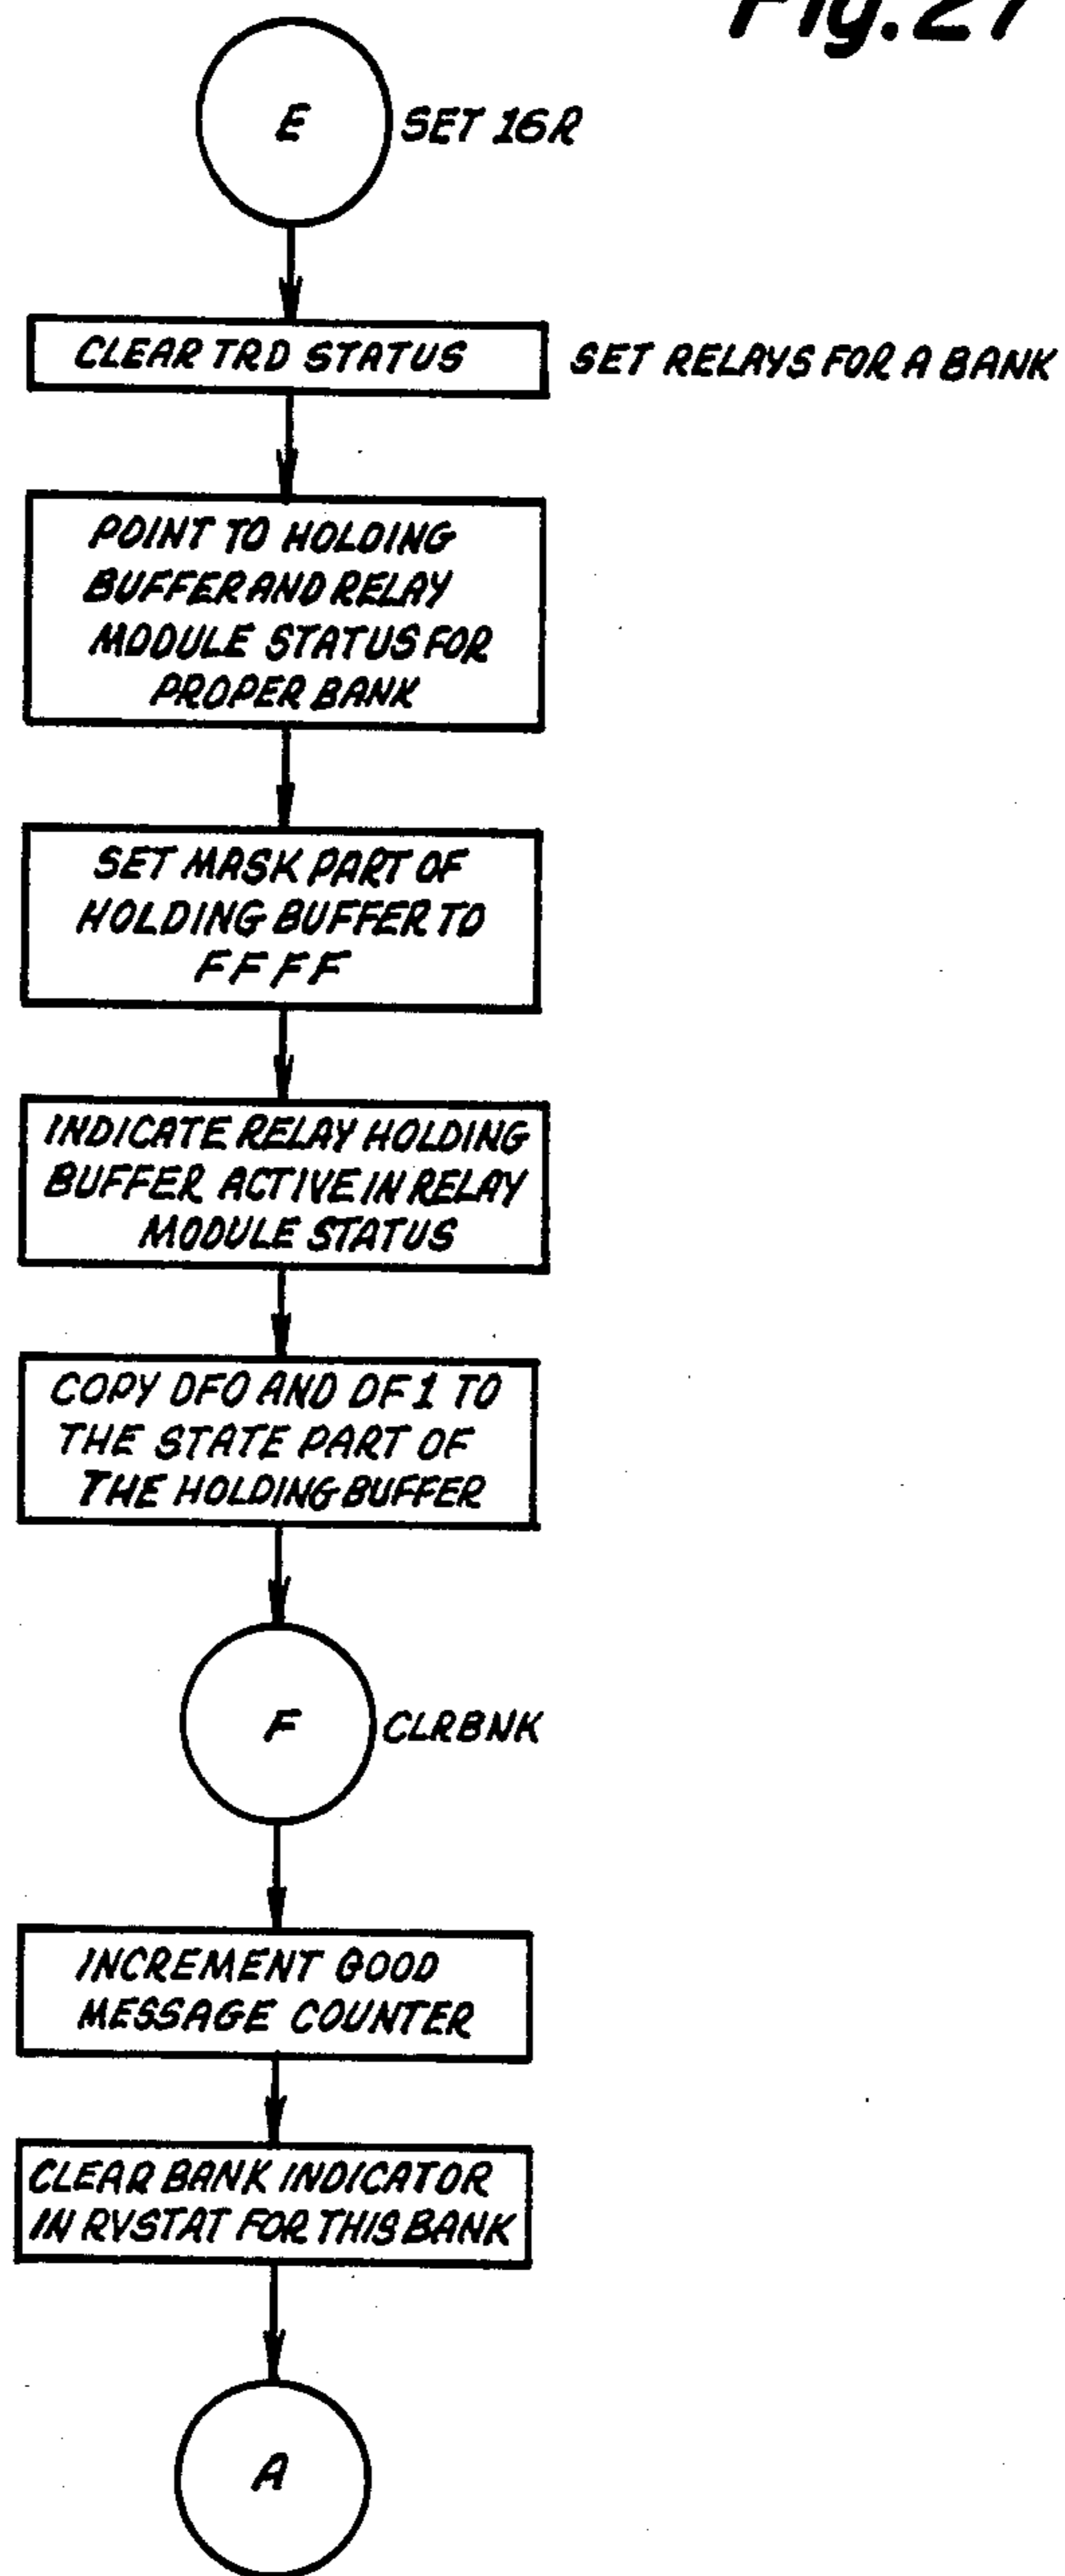 Fig. 27
E
SET 16R
CLEAR TRD STATUS
SET RELAYS FOR A BANK
POINT TO HOLDING
BUFFER AND RELAY
MODULE STATUS FOR
PROPER BANK
SET MASK PART OF
HOLDING BUFFER TO
FFFF
INDICATE RELAY HOLDING
BUFFER ACTIVE IN RELAY
MODULE STATUS
COPY DF0 AND DF1 TO
THE STATE PART OF
THE HOLDING BUFFER
F
CLRBNK
INCREMENT GOOD
MESSAGE COUNTER
CLEAR BANK INDICATOR
IN RVSTAT FOR THIS BANK
A